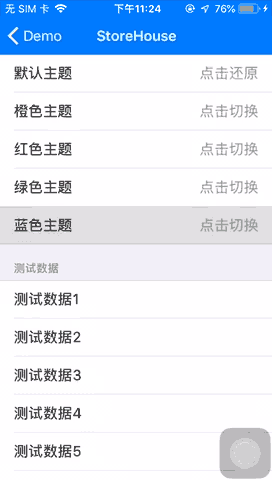 无 SIM 卡 下午11:24 76%
Demo StoreHouse
默认主题 点击还原
橙色主题 点击切换
红色主题 点击切换
绿色主题 点击切换
蓝色主题 点击切换
测试数据
测试数据1
测试数据2
测试数据3
测试数据4
测试数据5